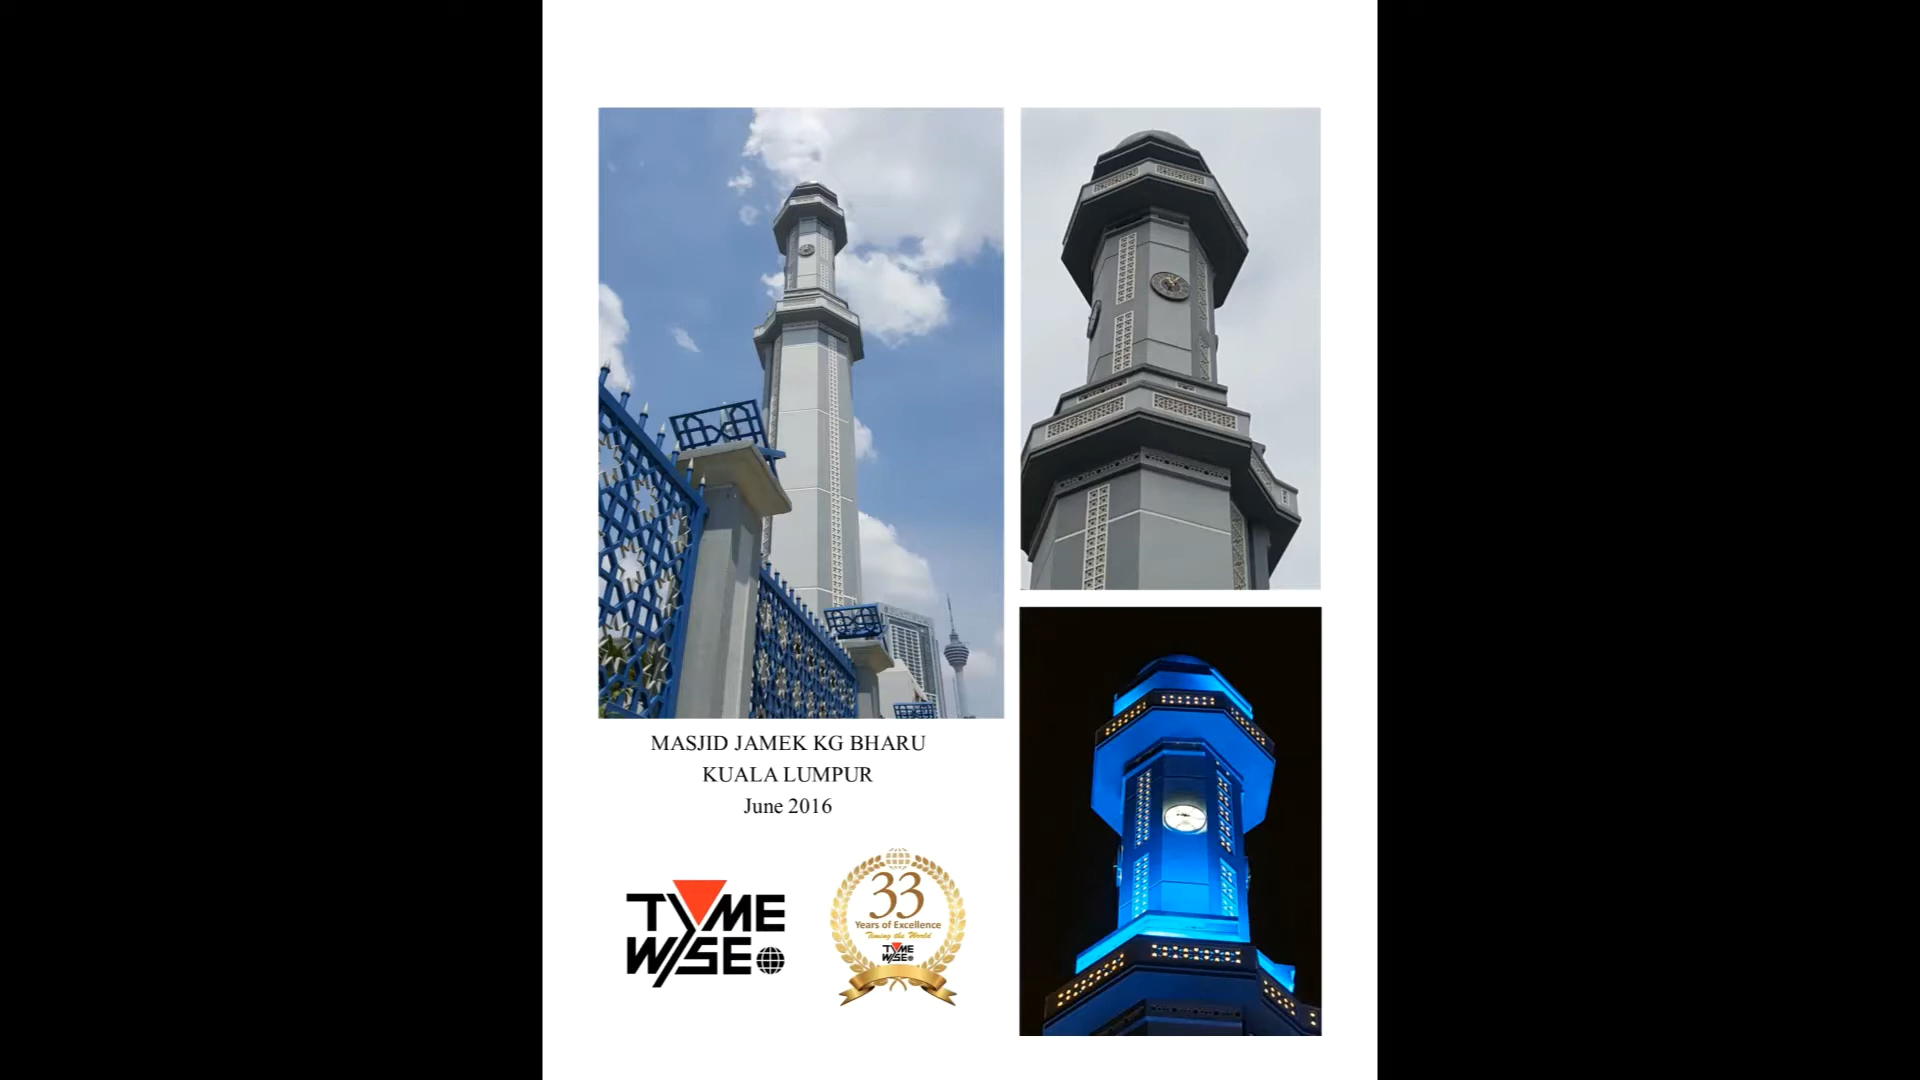 MASJID JAMEK KG BHARU
KUALA LUMPUR
June 2016
TYME
WISE
33
Years of Excellence
Timing the World
TYME
WISE